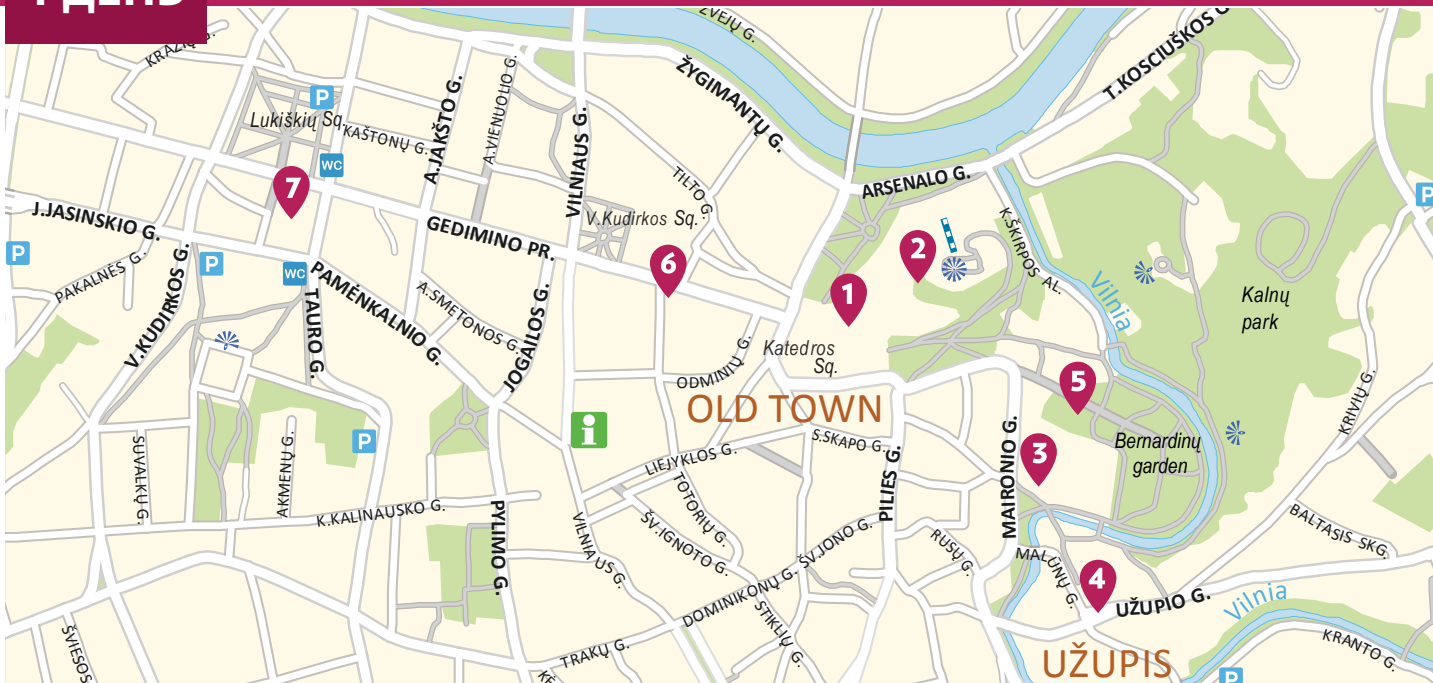 ДЕНЬ
KRAŽIŲ G.
ŽVEJŲ G.
T.KOSCIUŠKOS G.
ŽYGIMANTŲ G.
P
Lukiškių Sq.
KAŠTONŲ G.
A.JAKŠTO G.
A.VIENUOLIO G.
VILNIAUS G.
TILTO G.
ARSENALO G.
WC
7
J.JASINSKIO G.
GEDIMINO PR.
V.Kudirkos Sq.
6
2
1
K.ŠKIRPOS AL.
Vilnia
Kalnų
park
P
P
P
PAKALNĖS G.
V.KUDIRKOS G.
WC
PAMĖNKALNIO G.
TAURO G.
A.SMETONOS G.
JOGAILOS G.
ODMINIŲ G.
Katedros
Sq.
OLD TOWN
5
KRIVIŲ G.
SUVALKŲ G.
AKMENŲ G.
P
i
LIEJYKLOS G.
S.SKAPO G.
PILIES G.
MAIRONIO G.
3
Bernardinų
garden
K.KALINAUSKO G.
PYLIMO G.
VILNIAUS G.
TOTORIŲ G.
ŠV.IGNOTO G.
ŠV.JONO G.
DOMINIKONŲ G.
RUSŲ G.
MALŪNŲ G.
4
UŽUPIO G.
BALTASIS SKG.
Vilnia
ŠVIESOS
TRAKŲ G.
STIKLIŲ G.
UŽUPIS
KRANTO G.
P